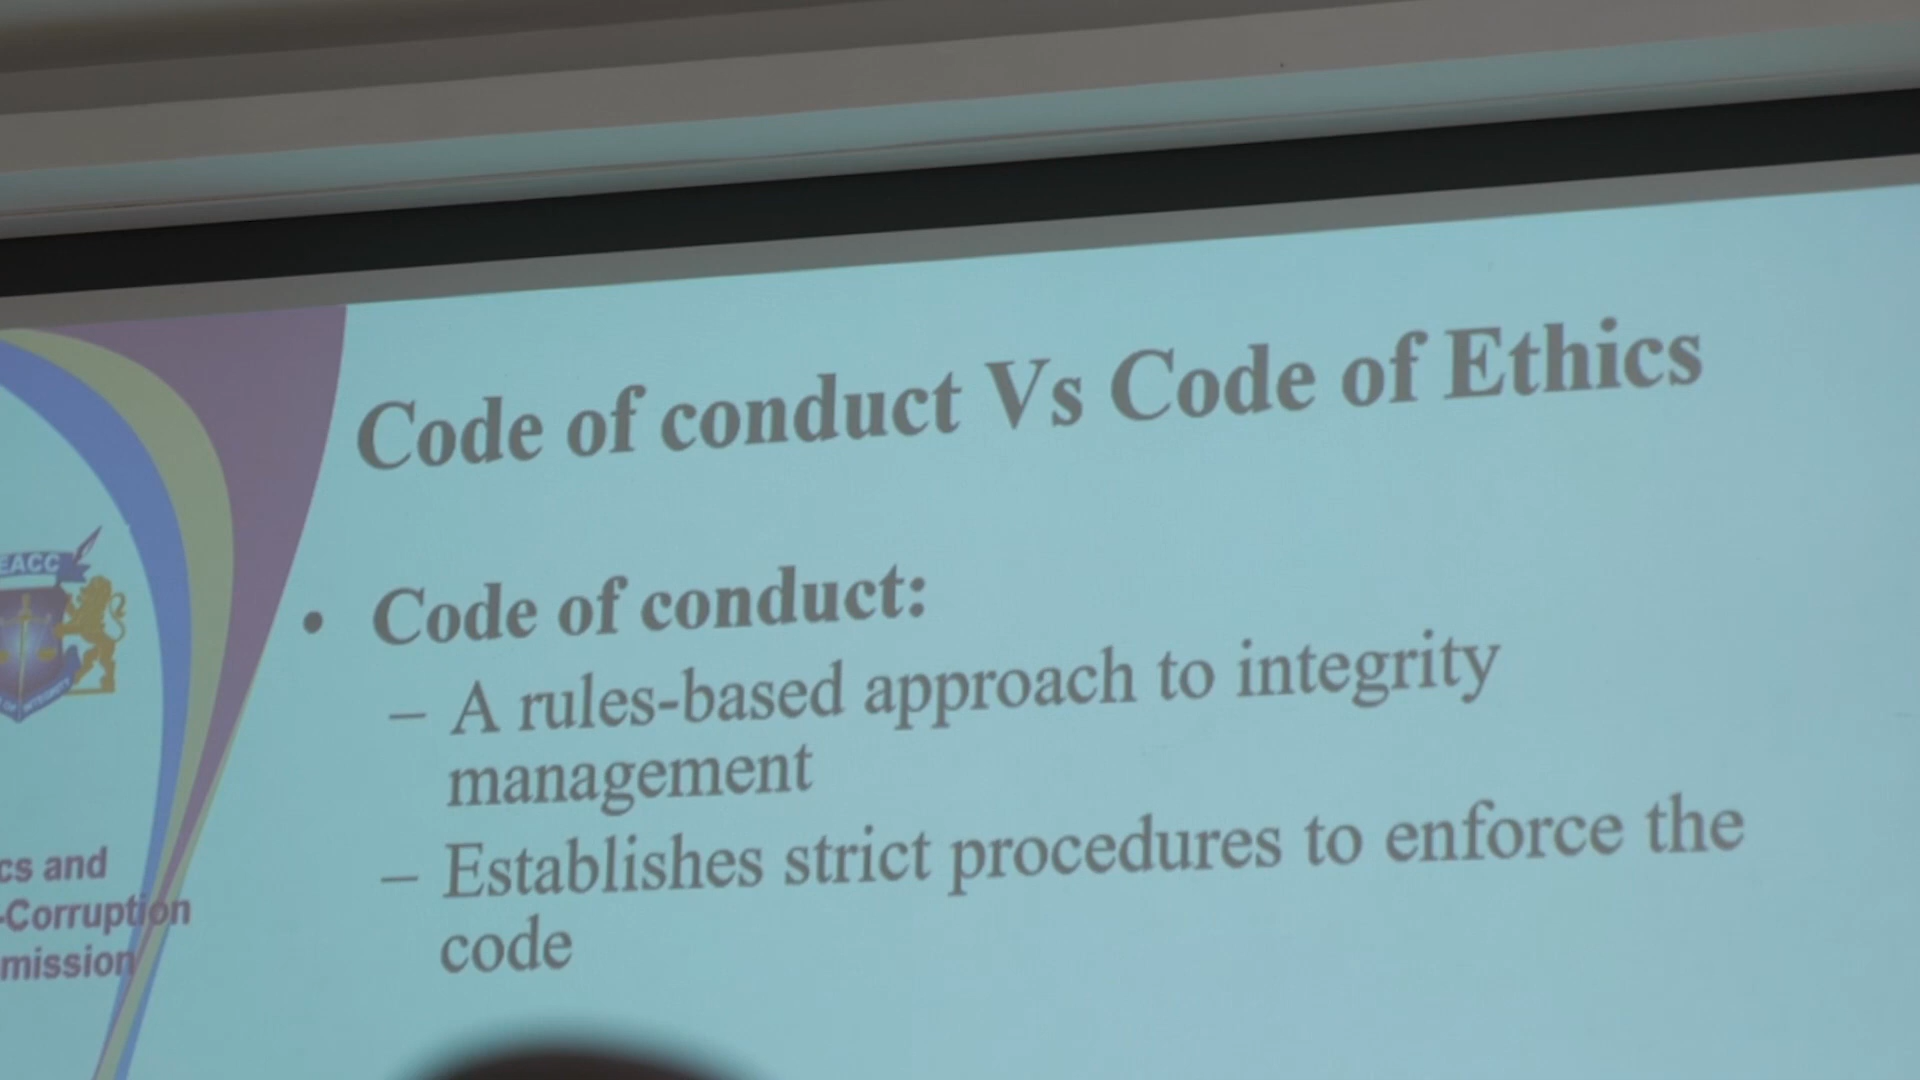 Code of conduct Vs Code of Ethics
• Code of conduct:
– A rules-based approach to integrity
management
– Establishes strict procedures to enforce the
code
EACC
cs and
-Corruption
mission